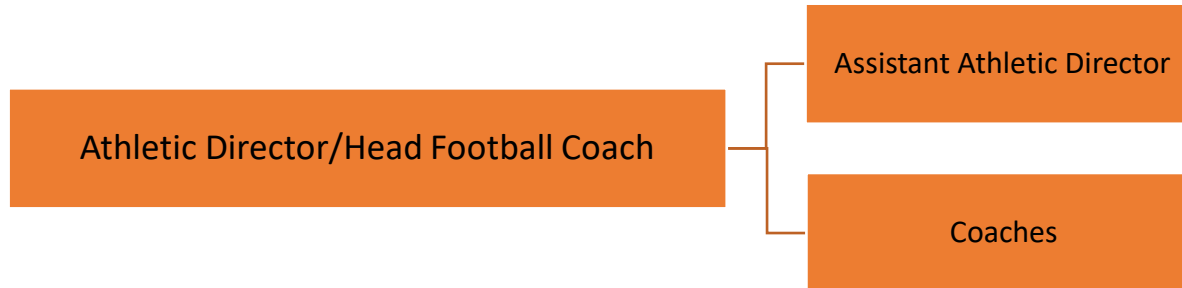 Assistant Athletic Director
Athletic Director/Head Football Coach
Coaches